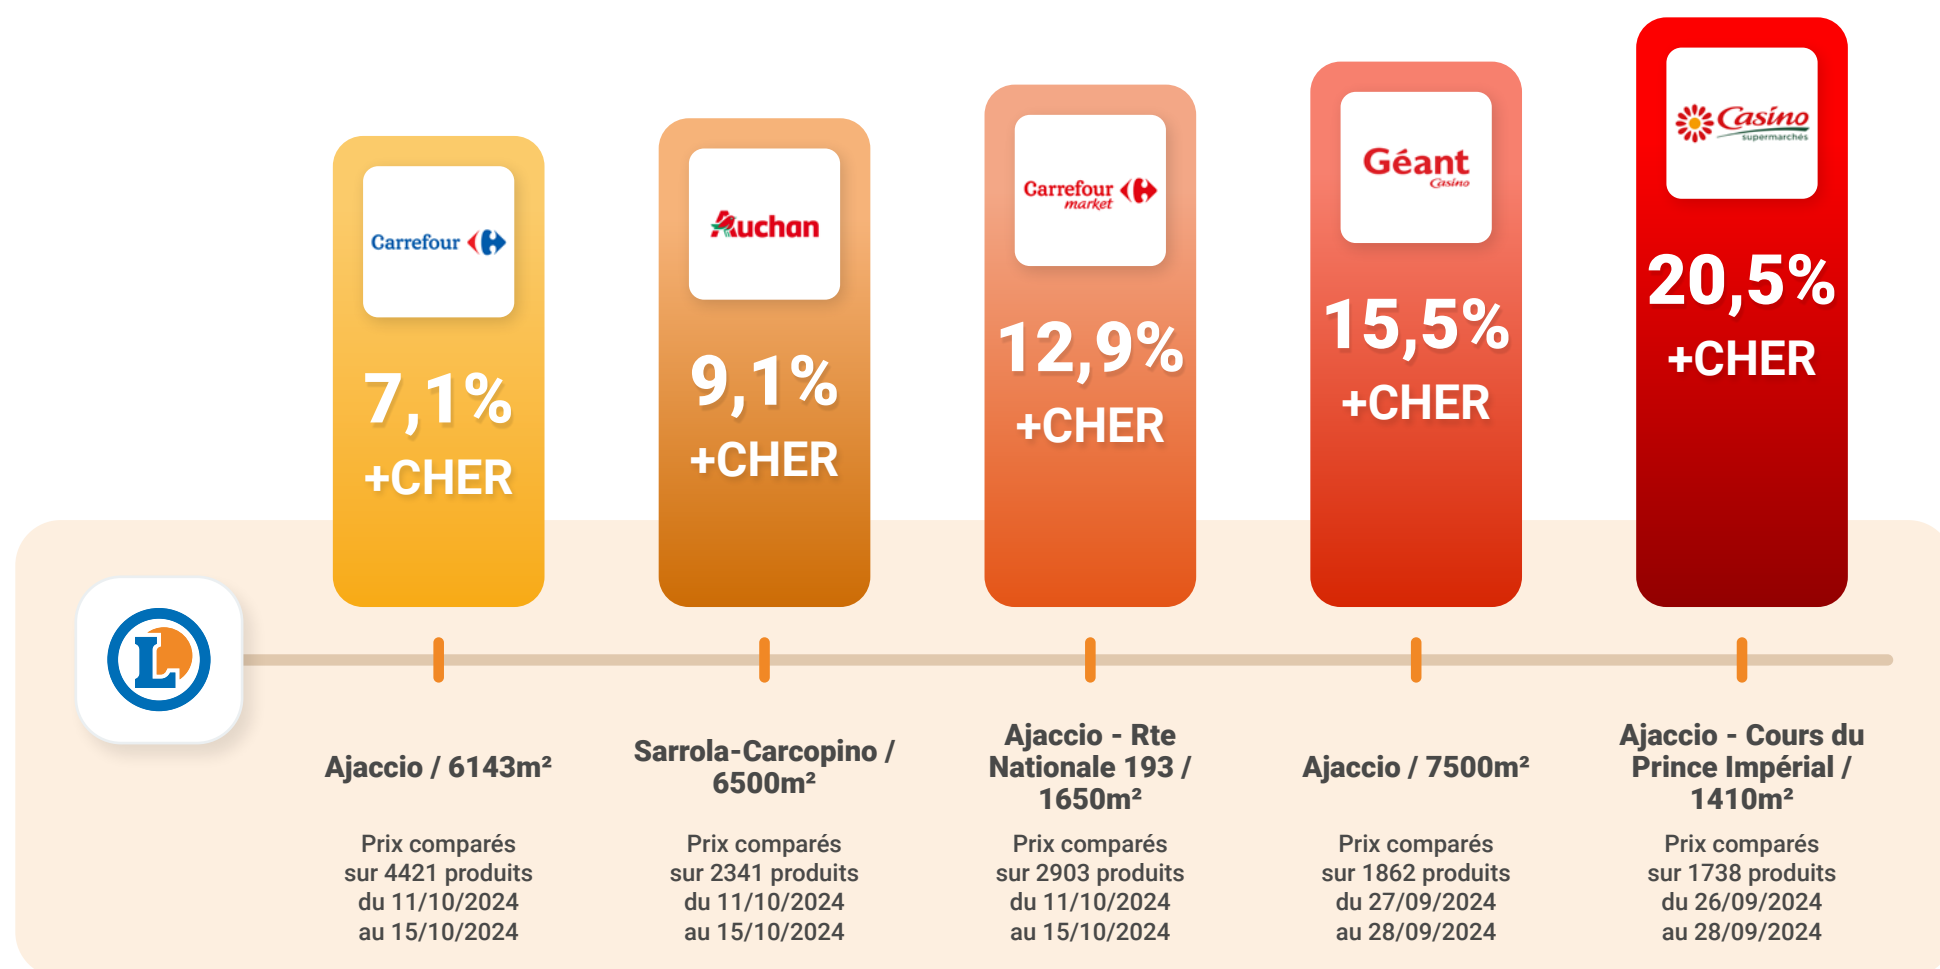 Carrefour
7,1%
+CHER
Auchan
9,1%
+CHER
Carrefour
market
12,9%
+CHER
Géant
Casino
15,5%
+CHER
Casino
supermarchés
20,5%
+CHER
L
Ajaccio / 6143m²
Prix comparés
sur 4421 produits
du 11/10/2024
au 15/10/2024
Sarrola-Carcopino /
6500m²
Prix comparés
sur 2341 produits
du 11/10/2024
au 15/10/2024
Ajaccio - Rte
Nationale 193 /
1650m²
Prix comparés
sur 2903 produits
du 11/10/2024
au 15/10/2024
Ajaccio / 7500m²
Prix comparés
sur 1862 produits
du 27/09/2024
au 28/09/2024
Ajaccio - Cours du
Prince Impérial /
1410m²
Prix comparés
sur 1738 produits
du 26/09/2024
au 28/09/2024